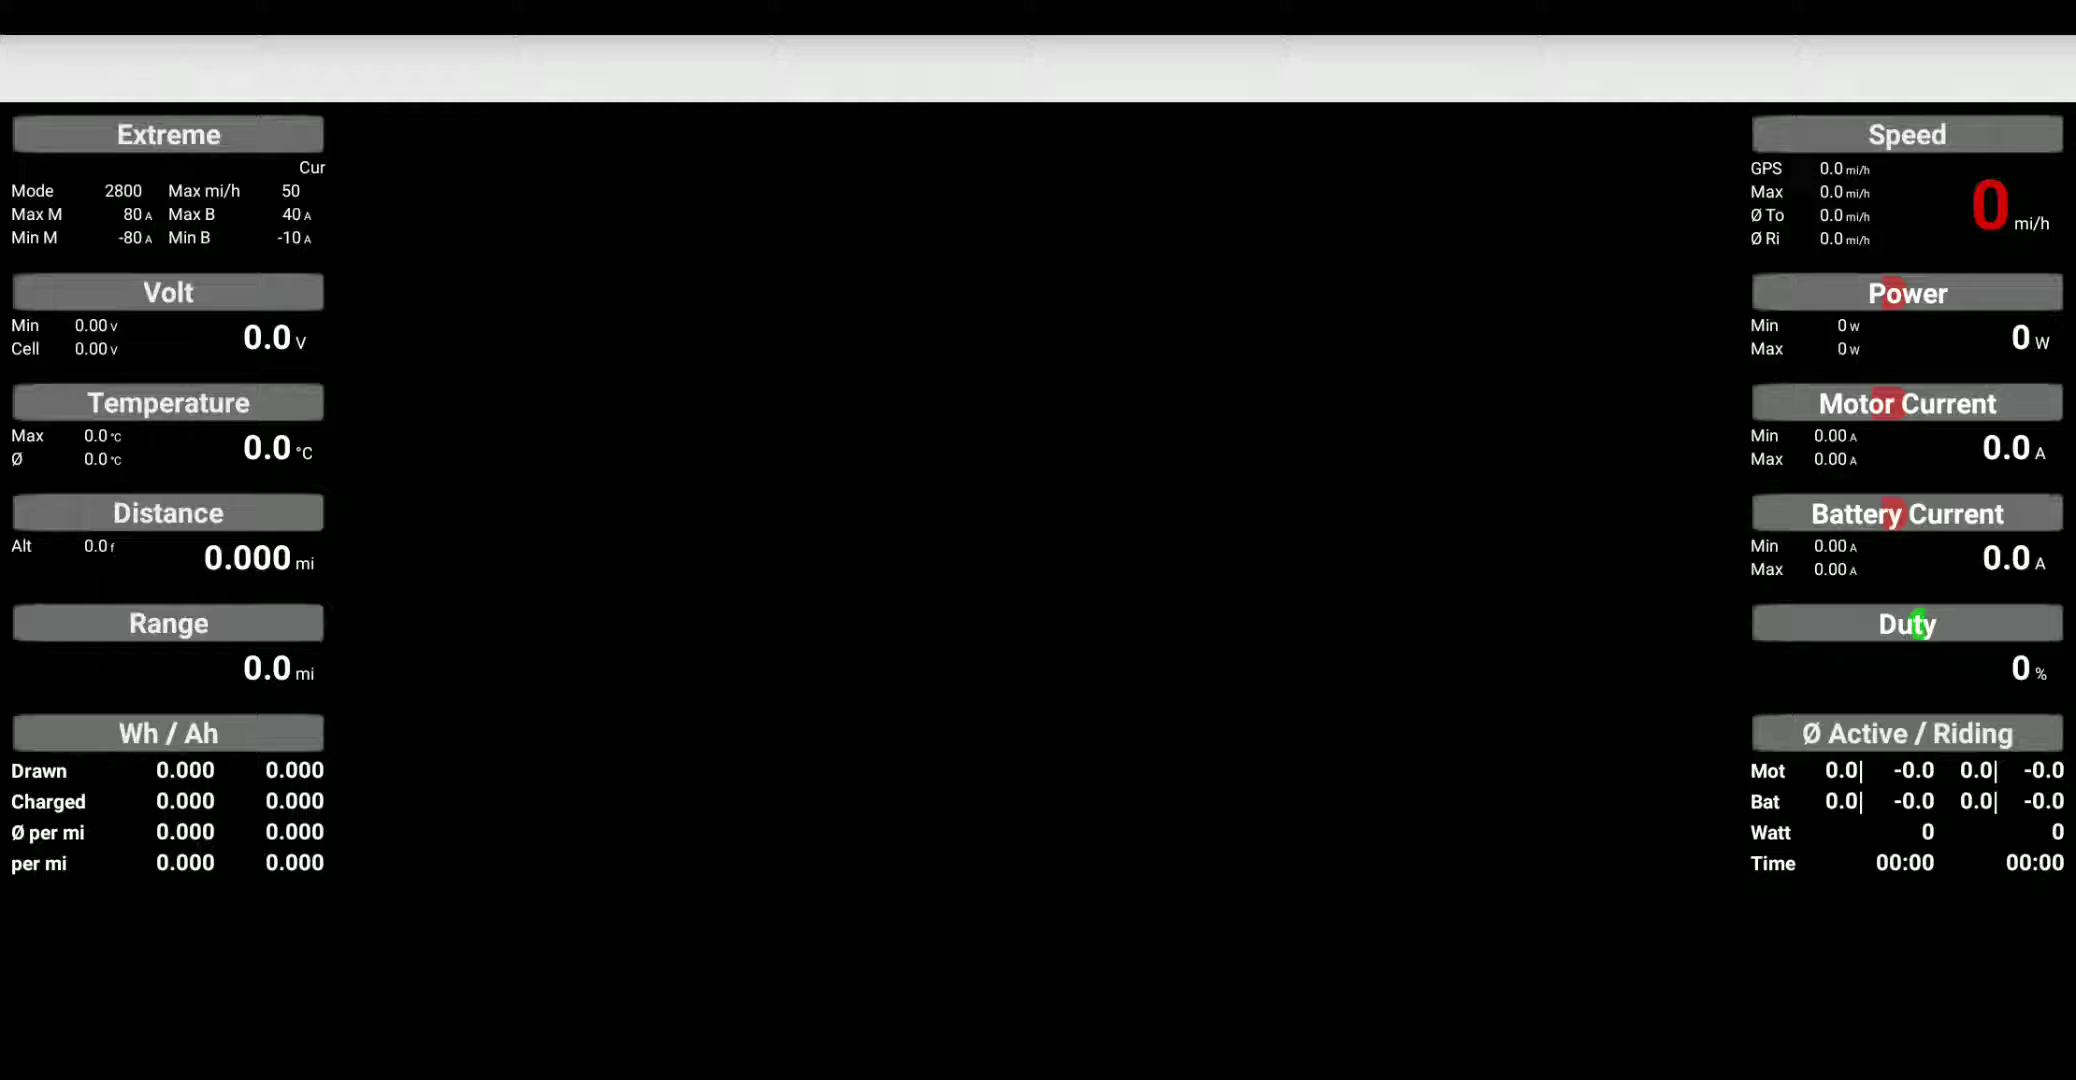 Extreme
Cur
Mode 2800 Max mi/h 50
Max M 80 A Max B 40 A
Min M -80 A Min B -10 A
Volt
Min 0.00 V
Cell 0.00 V
0.0 V
Temperature
Max 0.0 °C
Ø 0.0 °C
0.0 °C
Distance
Alt 0.0 f
0.000 mi
Range
0.0 mi
Wh / Ah
Drawn 0.000 0.000
Charged 0.000 0.000
Ø per mi 0.000 0.000
per mi 0.000 0.000
Speed
GPS 0.0 mi/h
Max 0.0 mi/h
Ø To 0.0 mi/h
Ø Ri 0.0 mi/h
0 mi/h
Power
Min 0 W
Max 0 W
0 W
Motor Current
Min 0.00 A
Max 0.00 A
0.0 A
Battery Current
Min 0.00 A
Max 0.00 A
0.0 A
Duty
0 %
Ø Active / Riding
Mot 0.0| -0.0 0.0| -0.0
Bat 0.0| -0.0 0.0| -0.0
Watt 0 0
Time 00:00 00:00